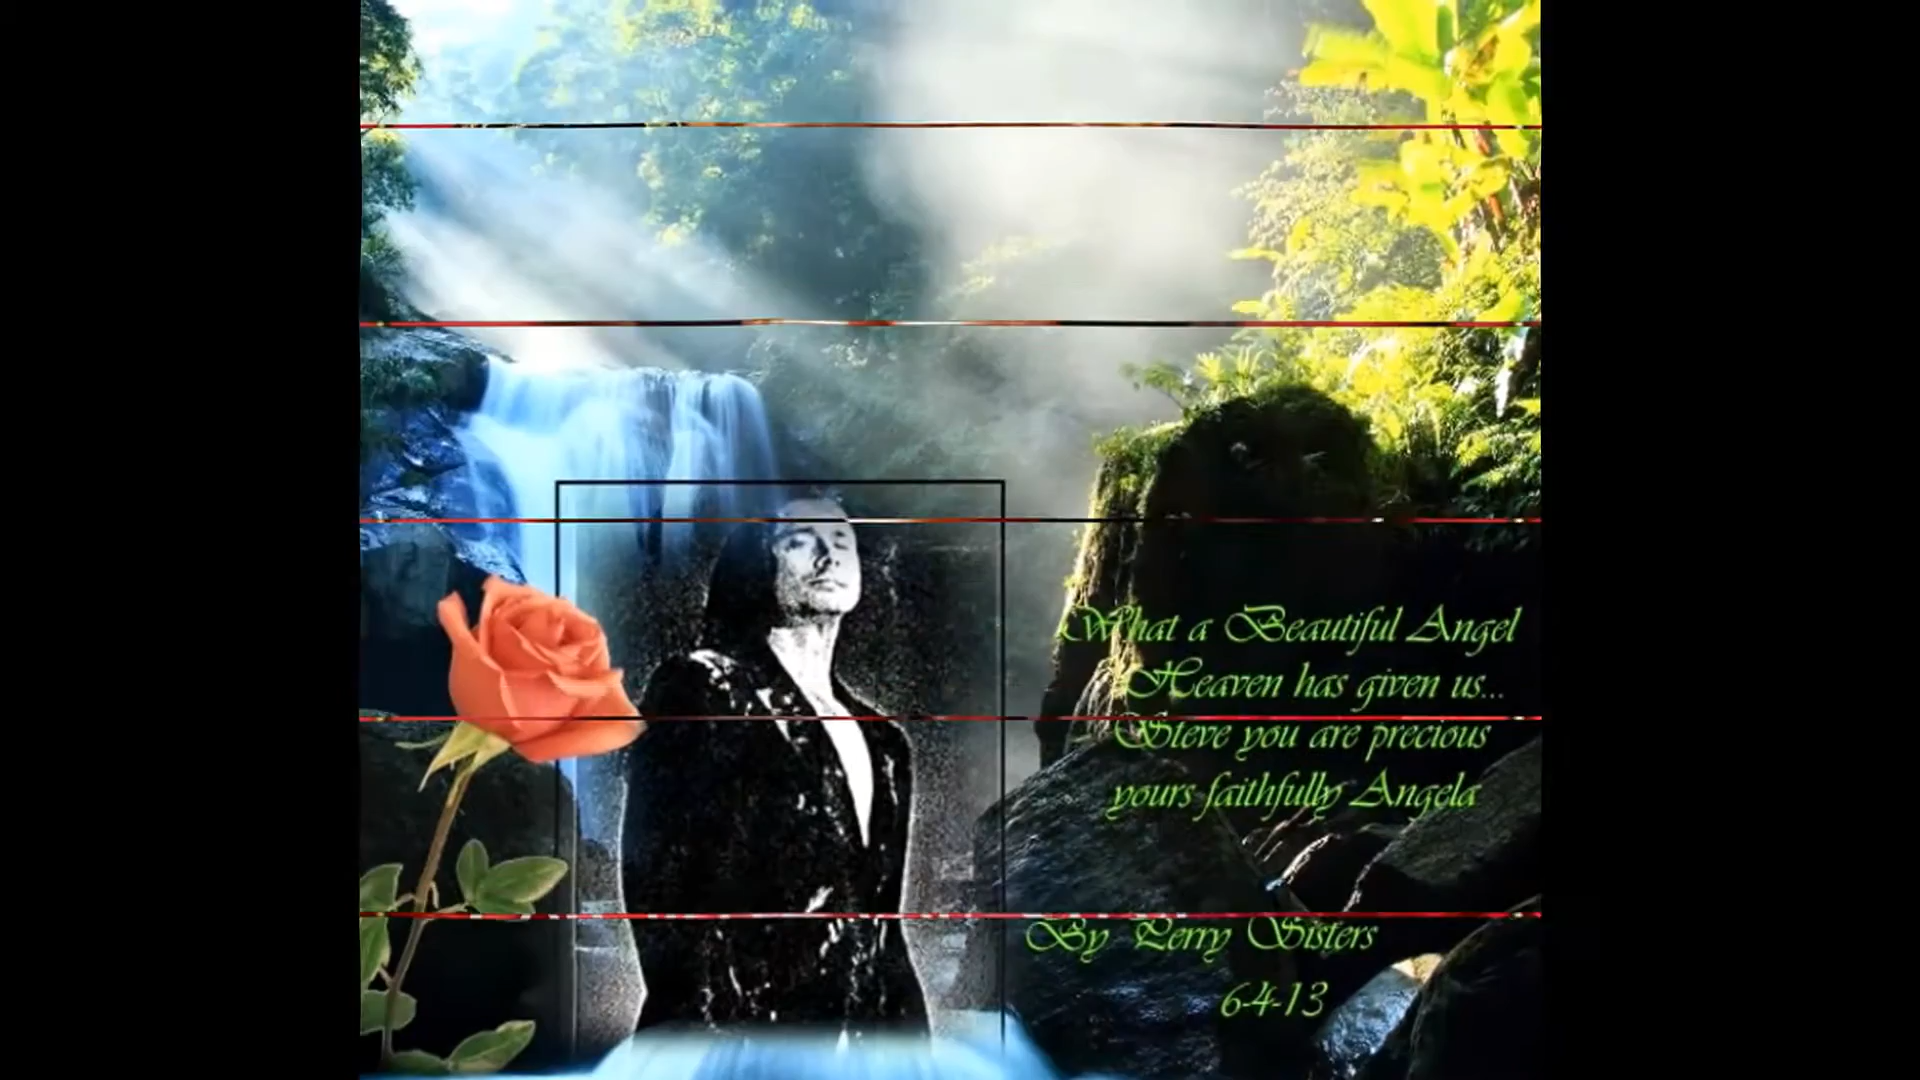 What a Beautiful Angel
Heaven has given us...
Steve you are precious
yours faithfully Angela
By Perry Sisters
6-4-13